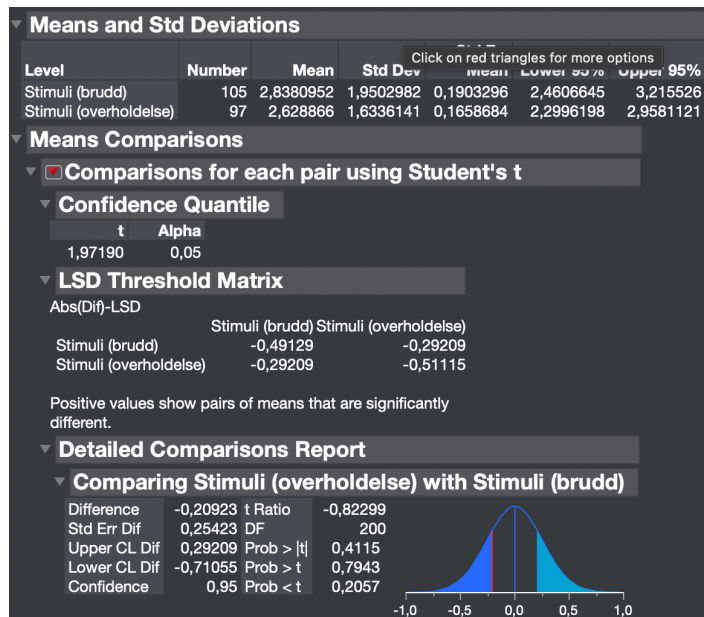 Means and Std Deviations
Click on red triangles for more options
Level Number Mean Std Dev Mean Lower 95% Upper 95%
Stimuli (brudd) 105 2,8380952 1,9502982 0,1903296 2,4606645 3,215526
Stimuli (overholdelse) 97 2,628866 1,6336141 0,1658684 2,2996198 2,9581121
Means Comparisons
Comparisons for each pair using Student's t
Confidence Quantile
t Alpha
1,97190 0,05
LSD Threshold Matrix
Abs(Dif)-LSD
Stimuli (brudd) Stimuli (overholdelse)
Stimuli (brudd) -0,49129 -0,29209
Stimuli (overholdelse) -0,29209 -0,51115
Positive values show pairs of means that are significantly
different.
Detailed Comparisons Report
Comparing Stimuli (overholdelse) with Stimuli (brudd)
Difference -0,20923 t Ratio -0,82299
Std Err Dif 0,25423 DF 200
Upper CL Dif 0,29209 Prob > |t| 0,4115
Lower CL Dif -0,71055 Prob > t 0,7943
Confidence 0,95 Prob < t 0,2057
-1,0 -0,5 0,0 0,5 1,0